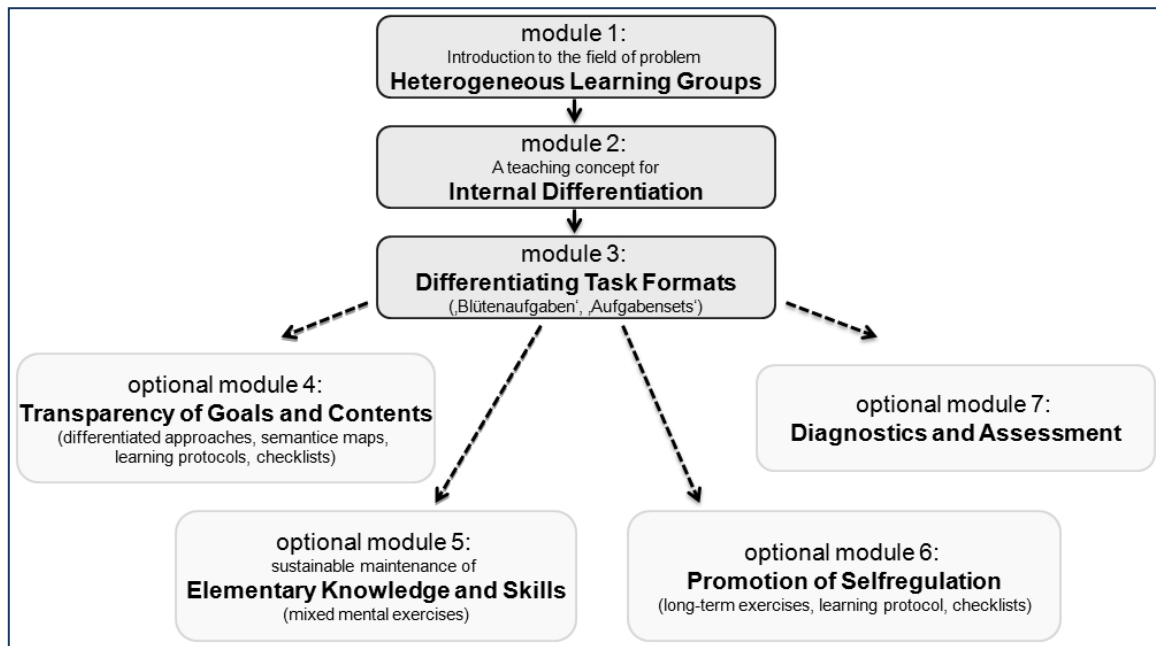 module 1:
Introduction to the field of problem
Heterogeneous Learning Groups
module 2:
A teaching concept for
Internal Differentiation
module 3:
Differentiating Task Formats
(‚Blütenaufgaben‘, ‚Aufgabensets‘)
optional module 4:
Transparency of Goals and Contents
(differentiated approaches, semantice maps,
learning protocols, checklists)
optional module 7:
Diagnostics and Assessment
optional module 5:
sustainable maintenance of
Elementary Knowledge and Skills
(mixed mental exercises)
optional module 6:
Promotion of Selfregulation
(long-term exercises, learning protocol, checklists)